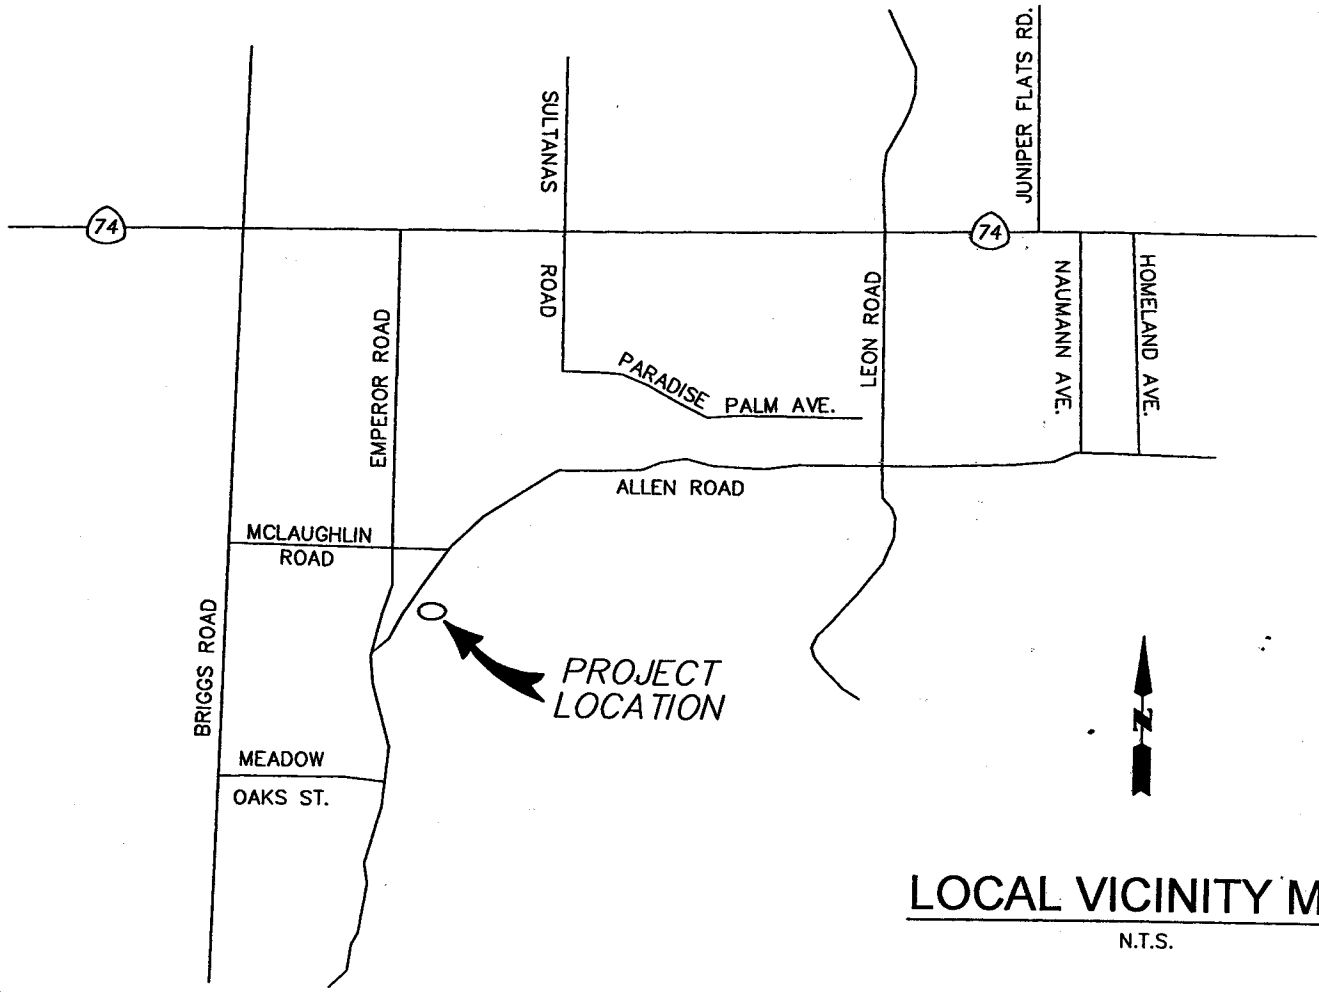 JUNIPER FLATS RD.
SULTANAS
ROAD
74
74
EMPEROR ROAD
LEON ROAD
NAUMANN AVE.
HOMELAND AVE.
PARADISE
PALM AVE.
ALLEN ROAD
MCLAUGHLIN
ROAD
BRIGGS ROAD
PROJECT
LOCATION
MEADOW
OAKS ST.
N
LOCAL VICINITY M
N.T.S.